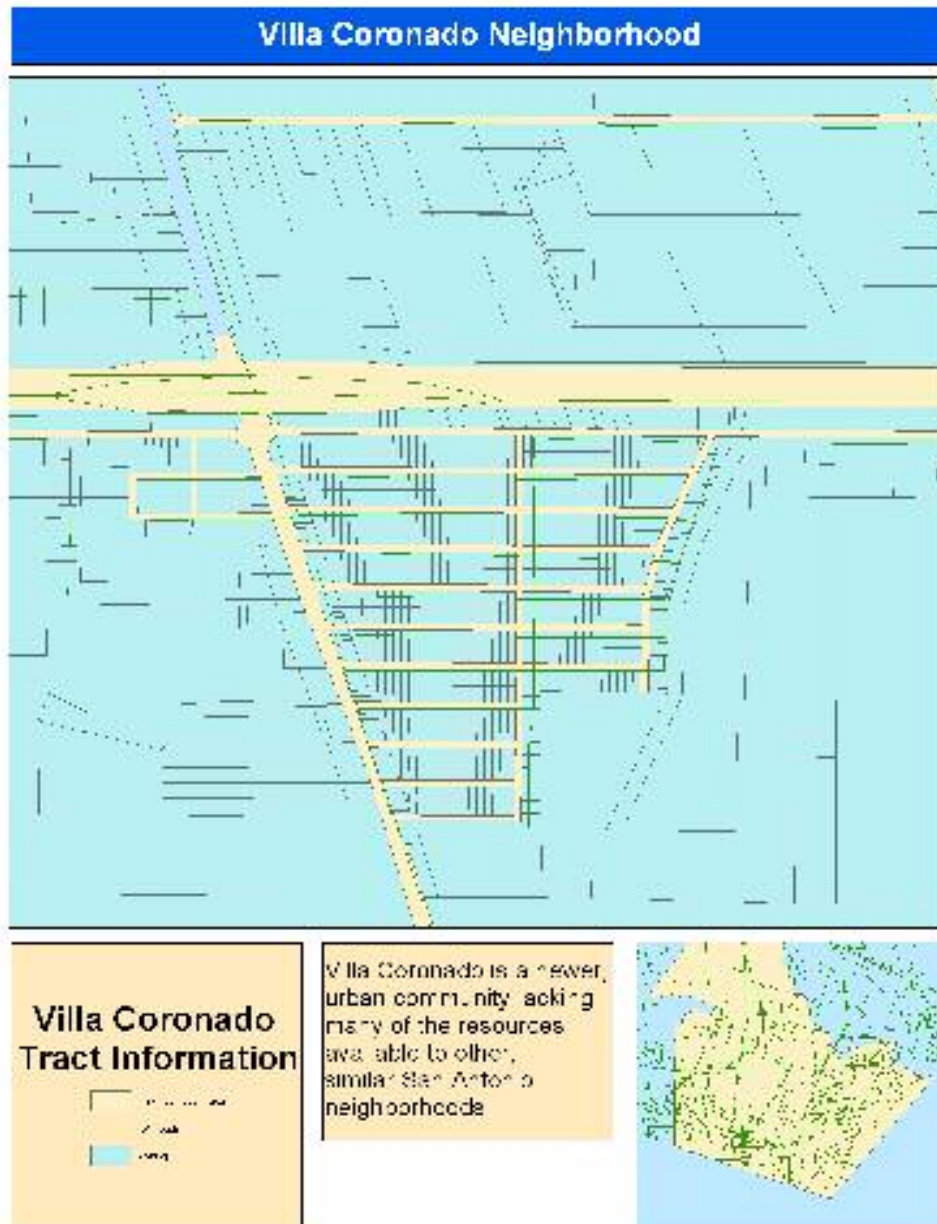 Villa Coronado Neighborhood
Villa Coronado
Tract Information
Villa Coronado is a newer,
urban community lacking
many of the resources
available to other,
similar San Antonio
neighborhoods